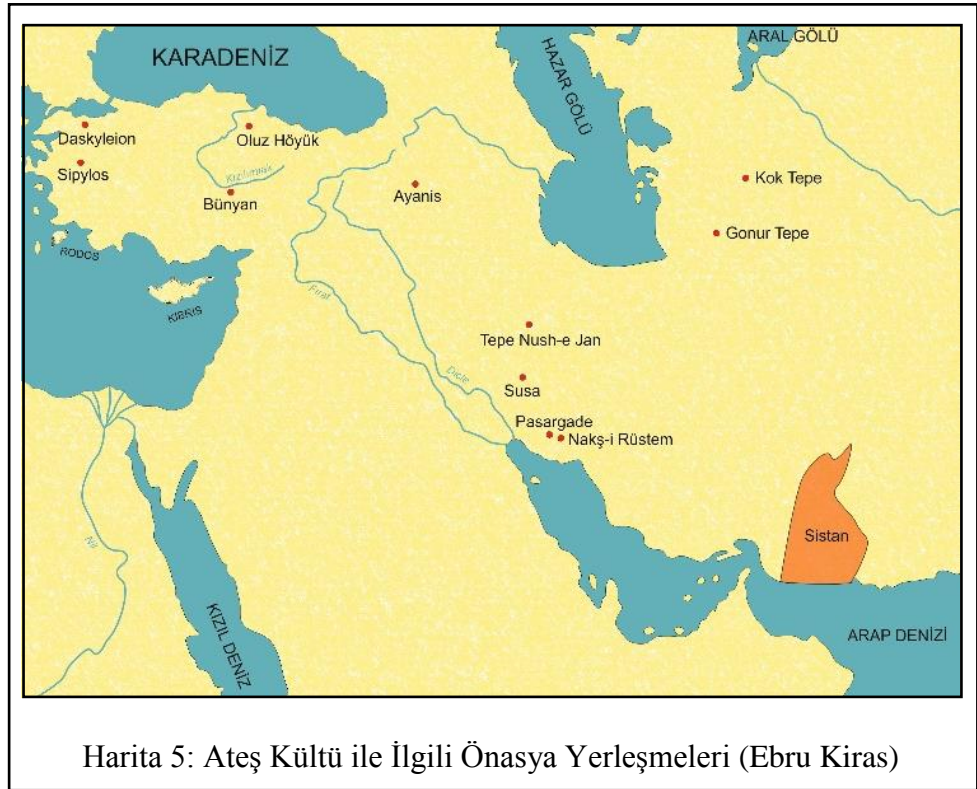 KARADENİZ
HAZAR GÖLÜ
ARAL GÖLÜ
Daskyleion
Oluz Höyük
Sipylos
Kızılırmak
Bünyan
Ayanis
Kok Tepe
Gonur Tepe
RODOS
KIBRIS
Fırat
Tepe Nush-e Jan
Dicle
Susa
Pasargade
Nakş-i Rüstem
Sistan
Nil
KIZIL DENİZ
ARAP DENİZİ
Harita 5: Ateş Kültü ile İlgili Önasya Yerleşmeleri (Ebru Kiras)